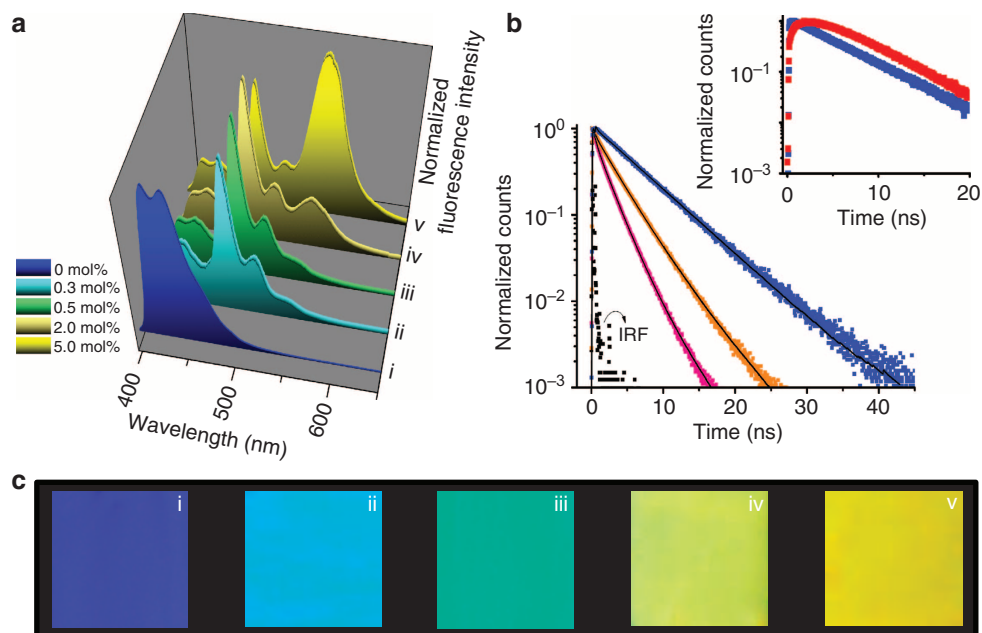 a
Normalized
fluorescence intensity
v
iv
iii
ii
i
0 mol%
0.3 mol%
0.5 mol%
2.0 mol%
5.0 mol%
400
500
600
Wavelength (nm)
b
Normalized counts
10⁻¹
10⁻³
0
10
20
Time (ns)
Normalized counts
10⁰
10⁻¹
10⁻²
10⁻³
IRF
0
10
20
30
40
Time (ns)
c
i
ii
iii
iv
v